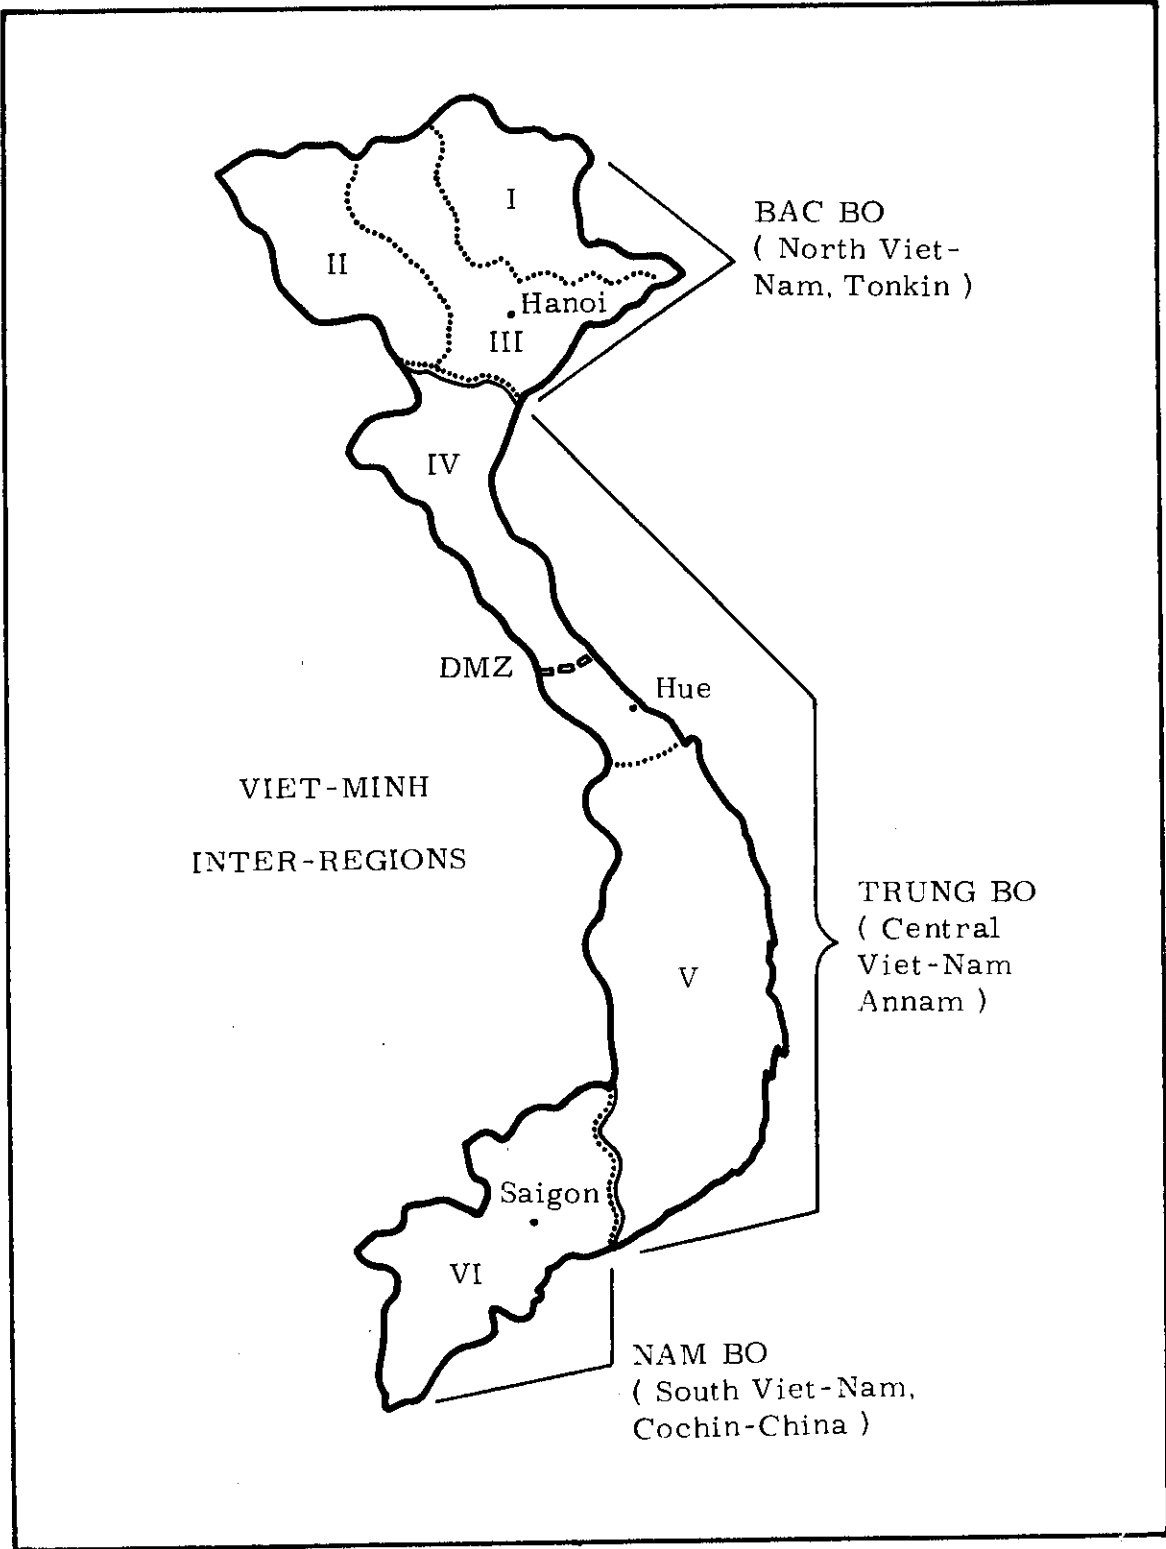 I
BAC BO
( North Viet-
Nam, Tonkin )
II
Hanoi
III
IV
DMZ
Hue
VIET-MINH
INTER-REGIONS
TRUNG BO
( Central
Viet-Nam
Annam )
V
Saigon
VI
NAM BO
( South Viet-Nam,
Cochin-China )